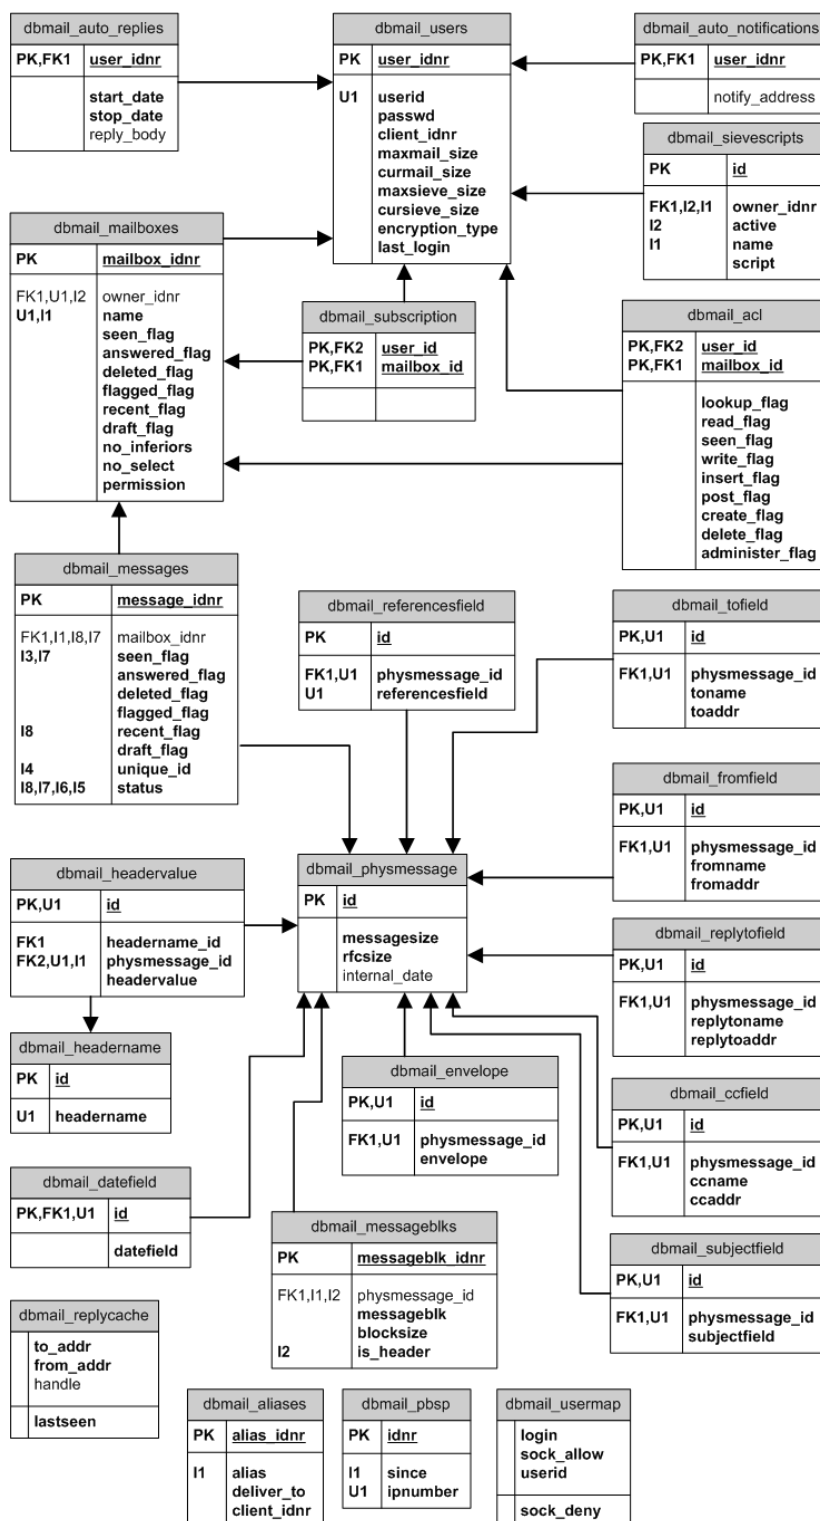 dbmail_auto_replies
PK,FK1 user_idnr
start_date
stop_date
reply_body
dbmail_users
PK user_idnr
U1 userid
passwd
client_idnr
maxmail_size
curmail_size
maxsieve_size
cursieve_size
encryption_type
last_login
dbmail_auto_notifications
PK,FK1 user_idnr
notify_address
dbmail_sievescripts
PK id
FK1,I2,I1 owner_idnr
I2 active
I1 name
script
dbmail_mailboxes
PK mailbox_idnr
FK1,U1,I2 owner_idnr
U1,I1 name
seen_flag
answered_flag
deleted_flag
flagged_flag
recent_flag
draft_flag
no_inferiors
no_select
permission
dbmail_subscription
PK,FK2 user_id
PK,FK1 mailbox_id
dbmail_acl
PK,FK2 user_id
PK,FK1 mailbox_id
lookup_flag
read_flag
seen_flag
write_flag
insert_flag
post_flag
create_flag
delete_flag
administer_flag
dbmail_messages
PK message_idnr
FK1,I1,I8,I7 mailbox_idnr
I3,I7 seen_flag
answered_flag
deleted_flag
flagged_flag
I8 recent_flag
draft_flag
I4 unique_id
I8,I7,I6,I5 status
dbmail_referencesfield
PK id
FK1,U1 physmessage_id
U1 referencesfield
dbmail_tofield
PK,U1 id
FK1,U1 physmessage_id
toname
toaddr
dbmail_fromfield
PK,U1 id
FK1,U1 physmessage_id
fromname
fromaddr
dbmail_headervalue
PK,U1 id
FK1 headername_id
FK2,U1,I1 physmessage_id
headervalue
dbmail_physmessage
PK id
messagesize
rfcsize
internal_date
dbmail_replytofield
PK,U1 id
FK1,U1 physmessage_id
replytoname
replytoaddr
dbmail_headername
PK id
U1 headername
dbmail_envelope
PK,U1 id
FK1,U1 physmessage_id
envelope
dbmail_ccfield
PK,U1 id
FK1,U1 physmessage_id
ccname
ccaddr
dbmail_datefield
PK,FK1,U1 id
datefield
dbmail_messageblks
PK messageblk_idnr
FK1,I1,I2 physmessage_id
messageblk
blocksize
I2 is_header
dbmail_subjectfield
PK,U1 id
FK1,U1 physmessage_id
subjectfield
dbmail_replycache
to_addr
from_addr
handle
lastseen
dbmail_aliases
PK alias_idnr
I1 alias
deliver_to
client_idnr
dbmail_pbsp
PK idnr
I1 since
U1 ipnumber
dbmail_usermap
login
sock_allow
userid
sock_deny